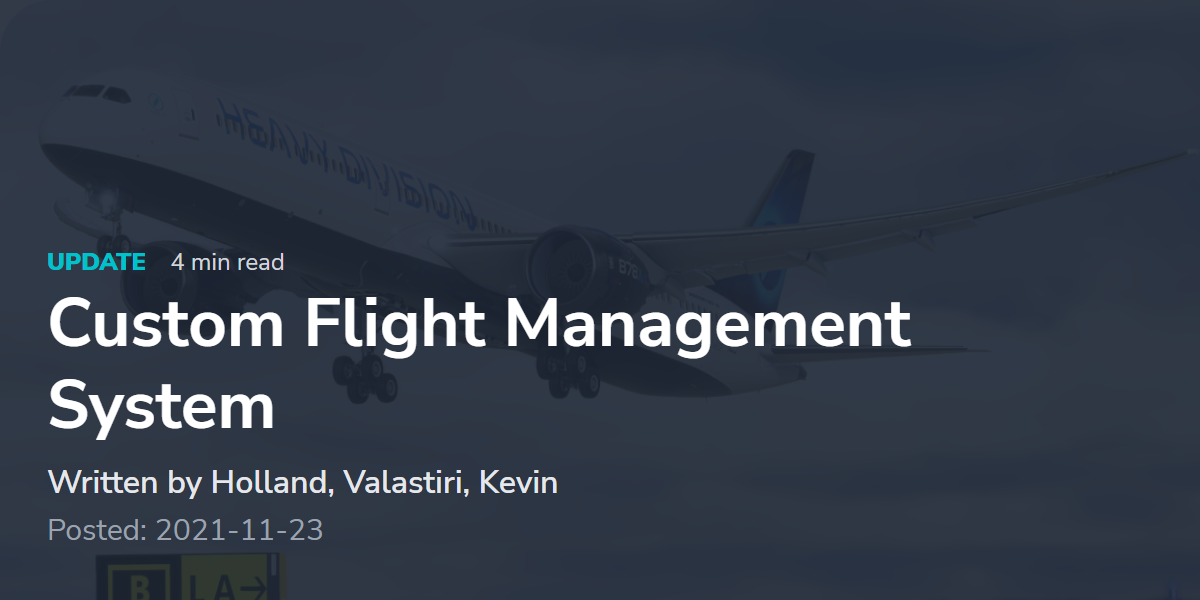 HEAVY DIVISION
UPDATE 4 min read
Custom Flight Management
System
Written by Holland, Valastiri, Kevin
Posted: 2021-11-23
B LA→